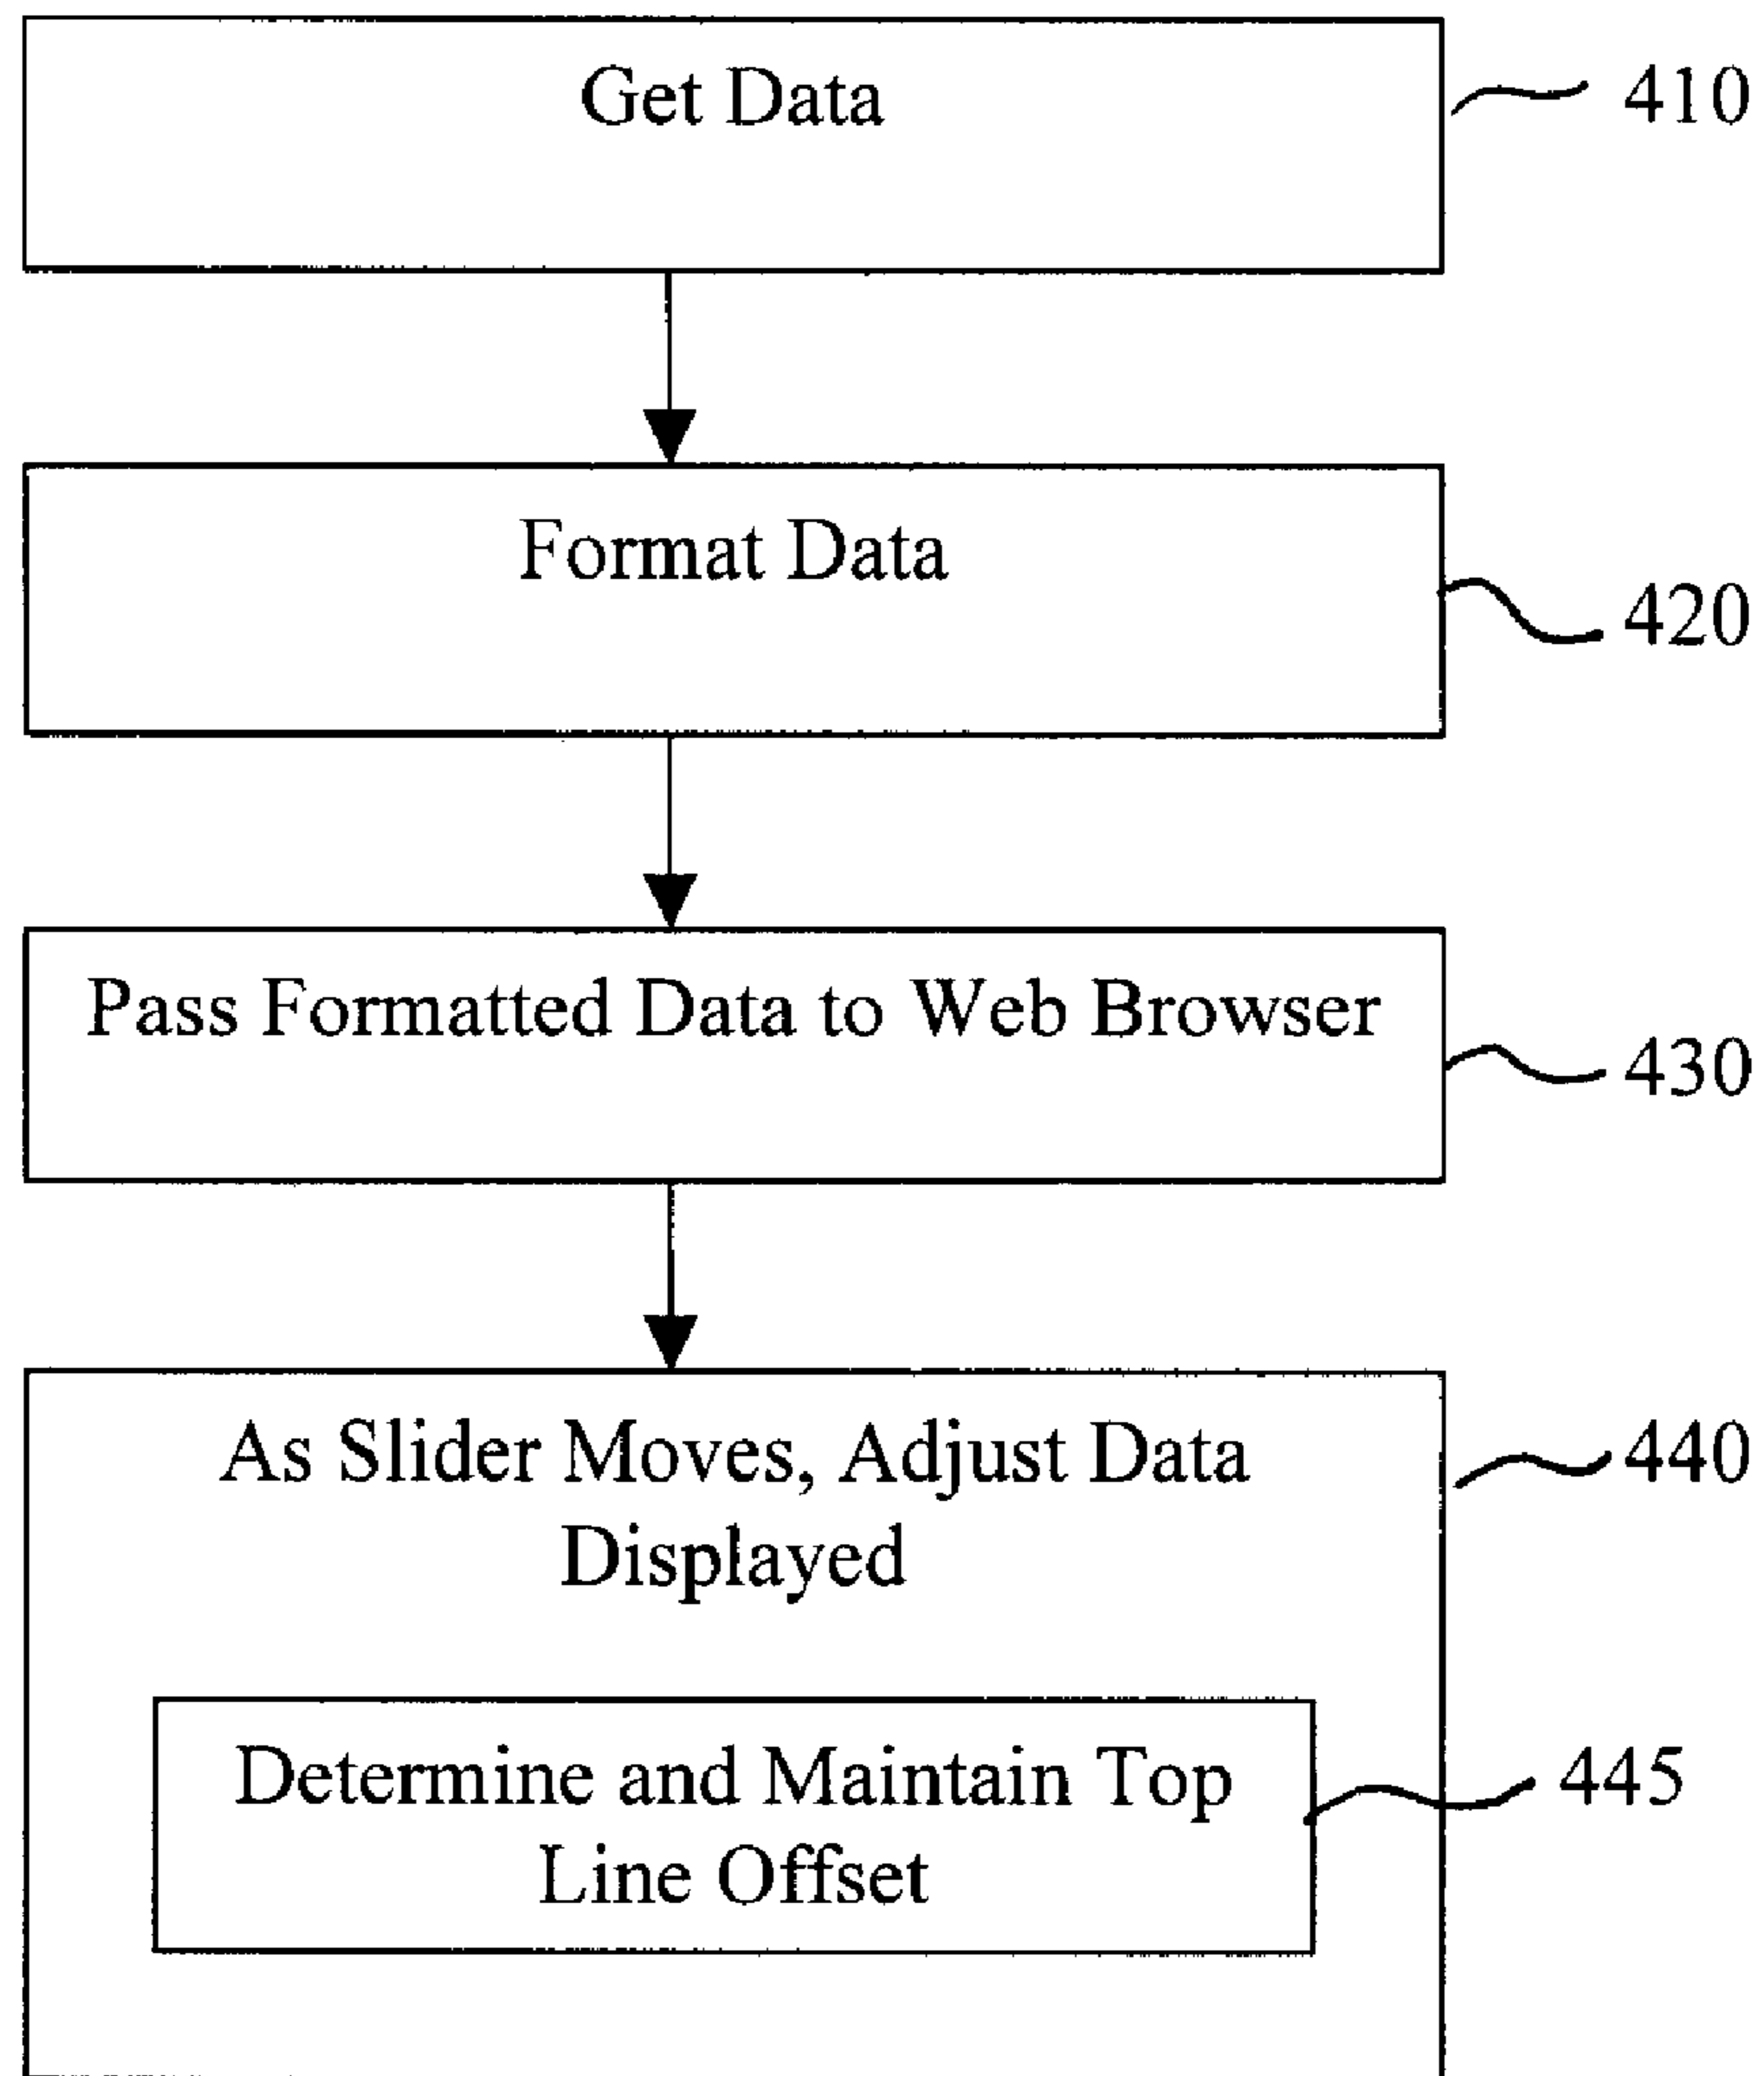 Get Data
410
Format Data
420
Pass Formatted Data to Web Browser
430
As Slider Moves, Adjust Data
Displayed
440
Determine and Maintain Top
Line Offset
445